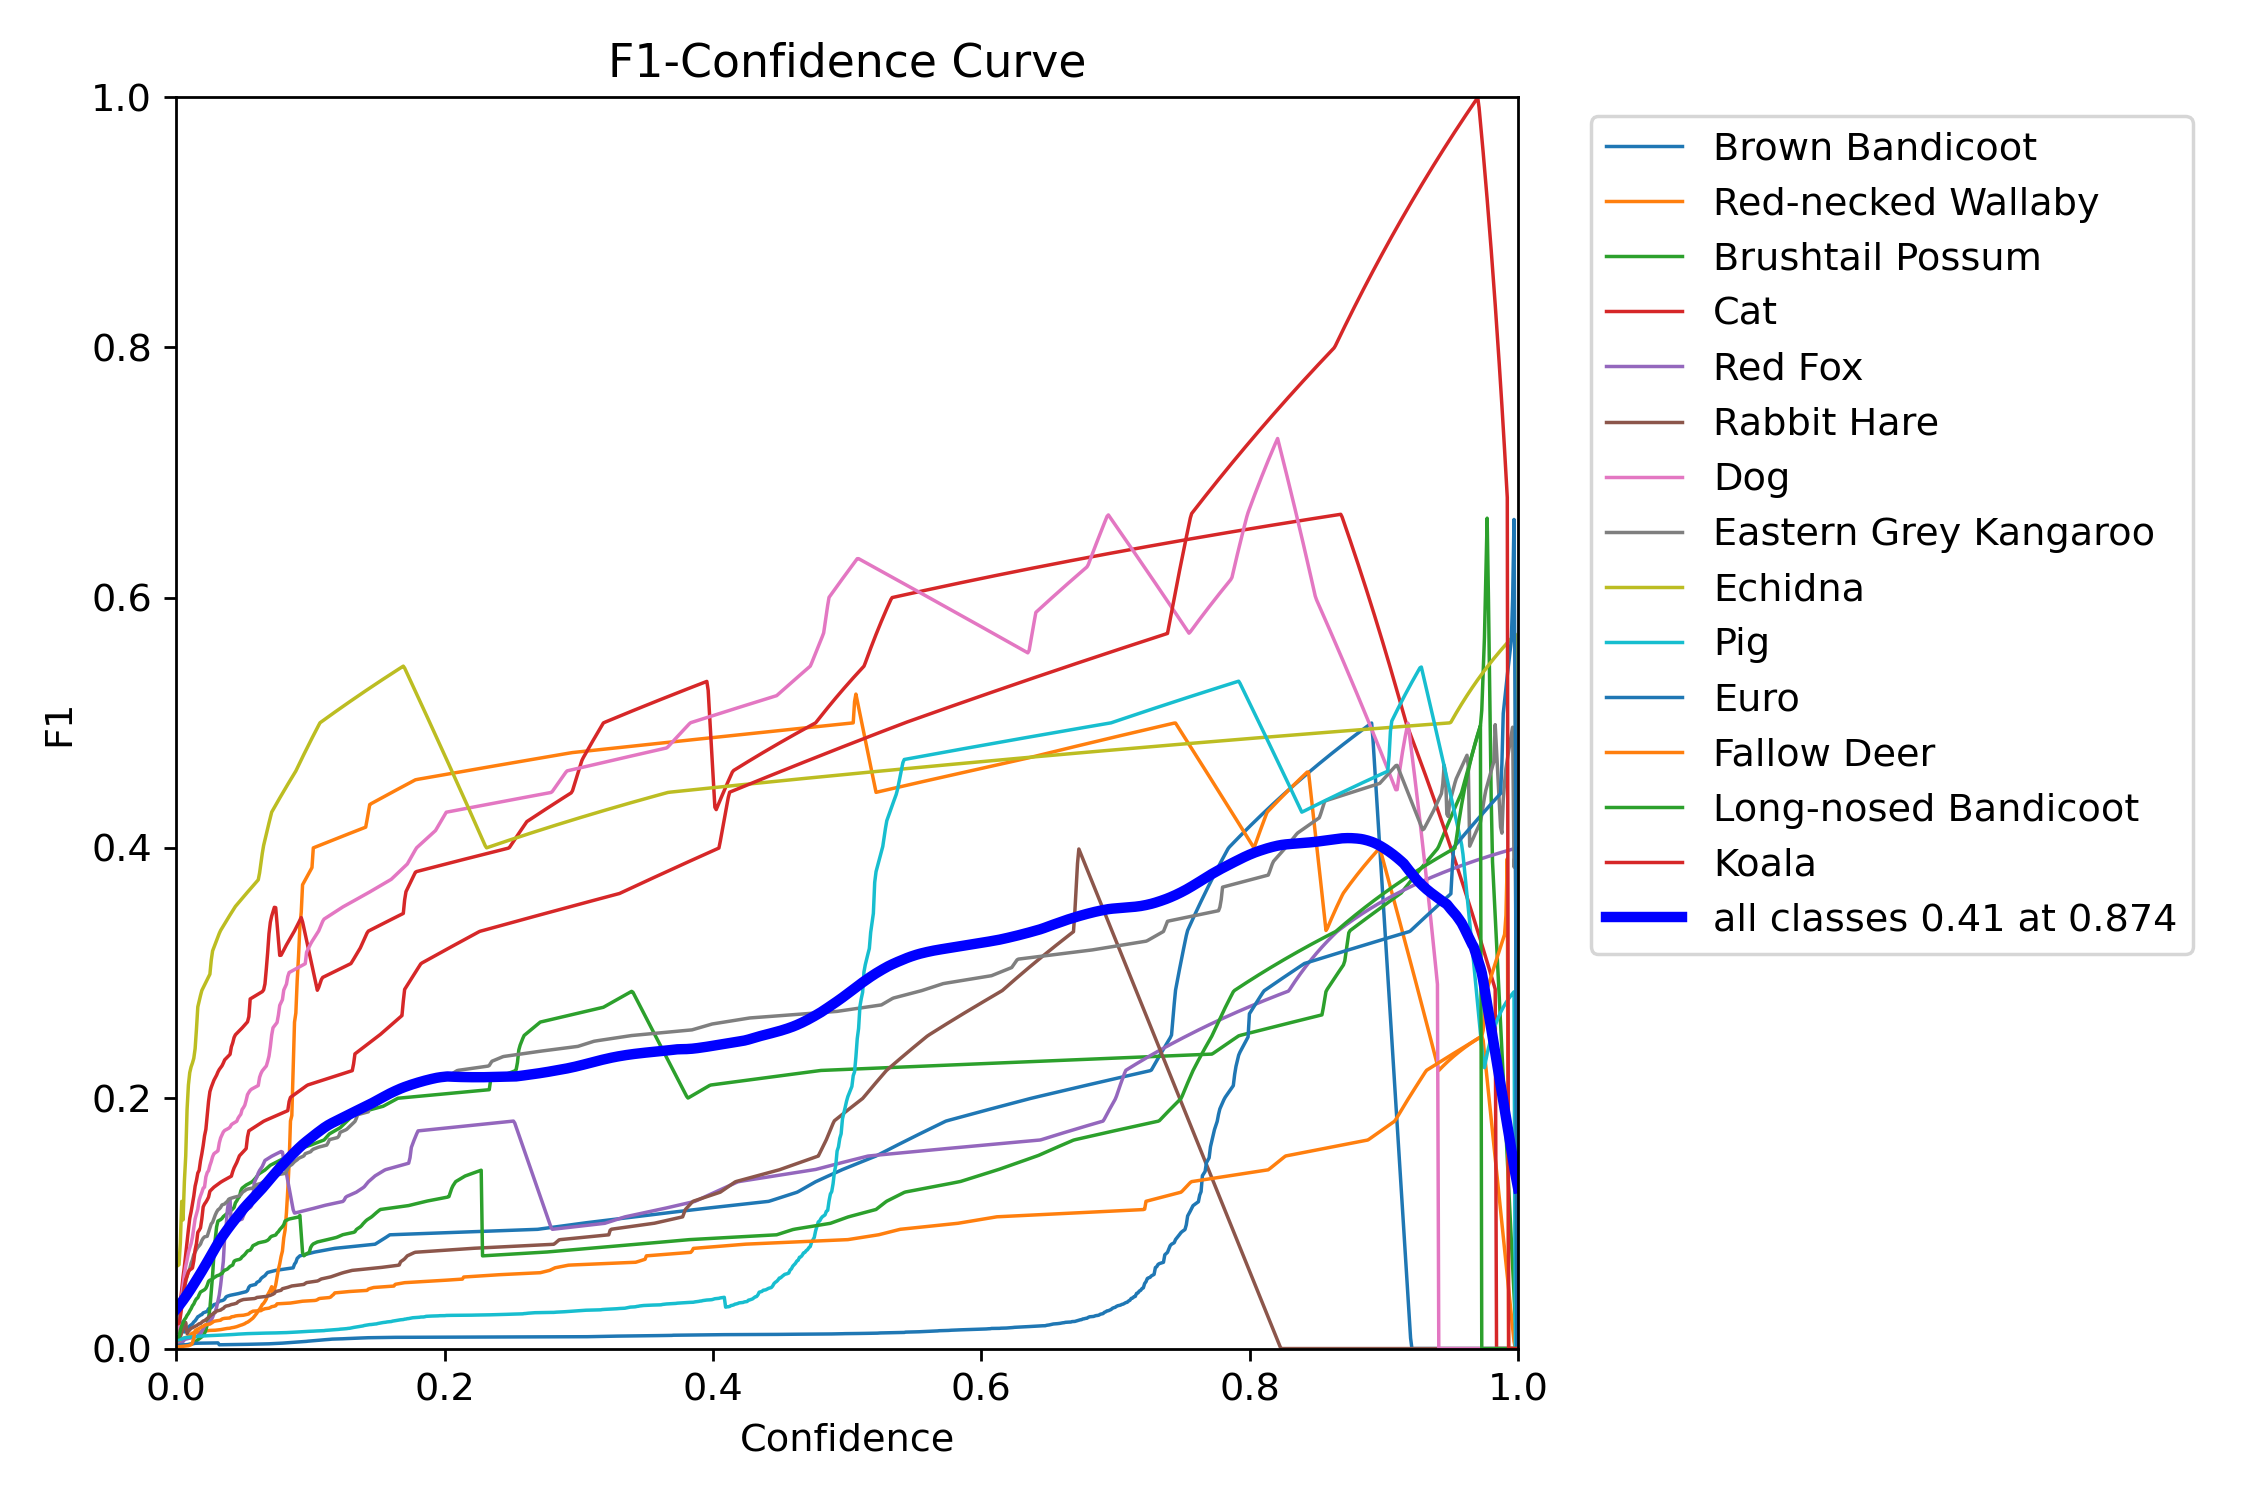 F1-Confidence Curve
1.0
0.8
0.6
0.4
0.2
0.0
F1
0.0 0.2 0.4 0.6 0.8 1.0
Confidence
Brown Bandicoot
Red-necked Wallaby
Brushtail Possum
Cat
Red Fox
Rabbit Hare
Dog
Eastern Grey Kangaroo
Echidna
Pig
Euro
Fallow Deer
Long-nosed Bandicoot
Koala
all classes 0.41 at 0.874